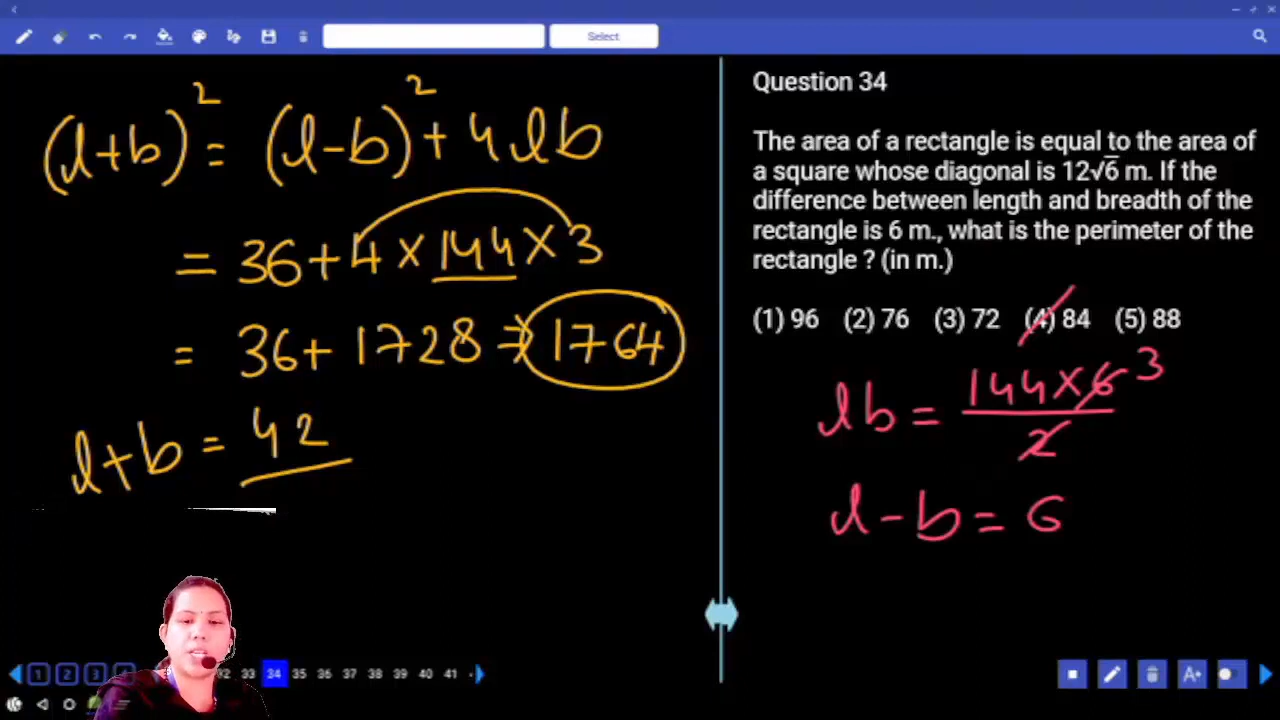 Select
(l+b)² = (l-b)² + 4lb
= 36+4×144×3
= 36+ 1728 ⇒ 1764
l+b = 42
Question 34
The area of a rectangle is equal to the area of
a square whose diagonal is 12√6 m. If the
difference between length and breadth of the
rectangle is 6 m., what is the perimeter of the
rectangle ? (in m.)
(1) 96 (2) 76 (3) 72 (4) 84 (5) 88
lb = 144×6 3
2
l-b = 6
1 2 3 4 33 34 35 36 37 38 39 40 41
A+